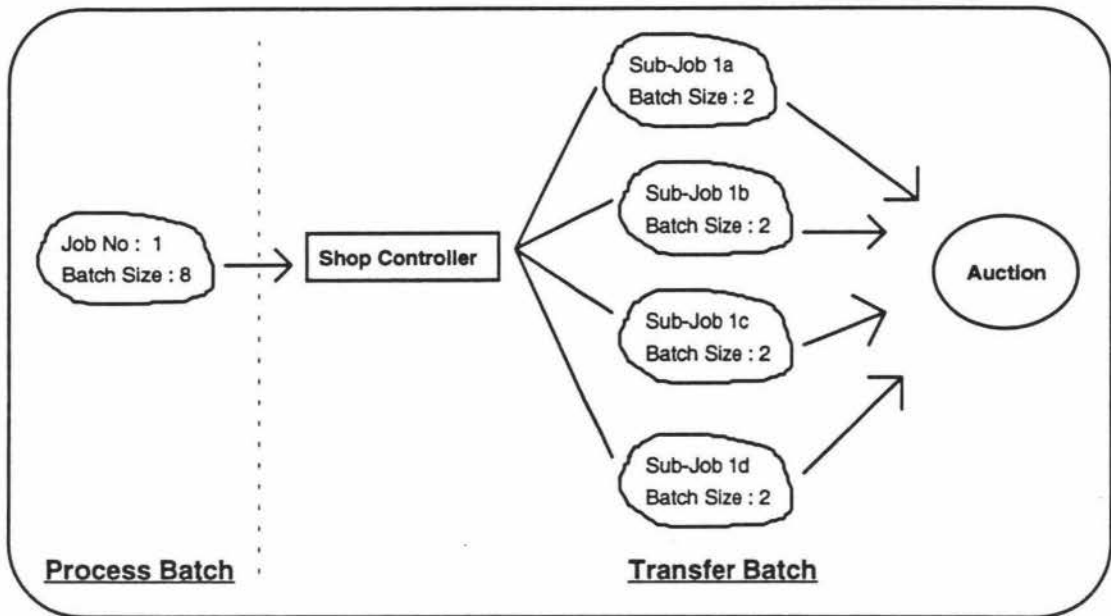 Job No : 1
Batch Size : 8
Shop Controller
Sub-Job 1a
Batch Size : 2
Sub-Job 1b
Batch Size : 2
Sub-Job 1c
Batch Size : 2
Sub-Job 1d
Batch Size : 2
Auction
Process Batch
Transfer Batch